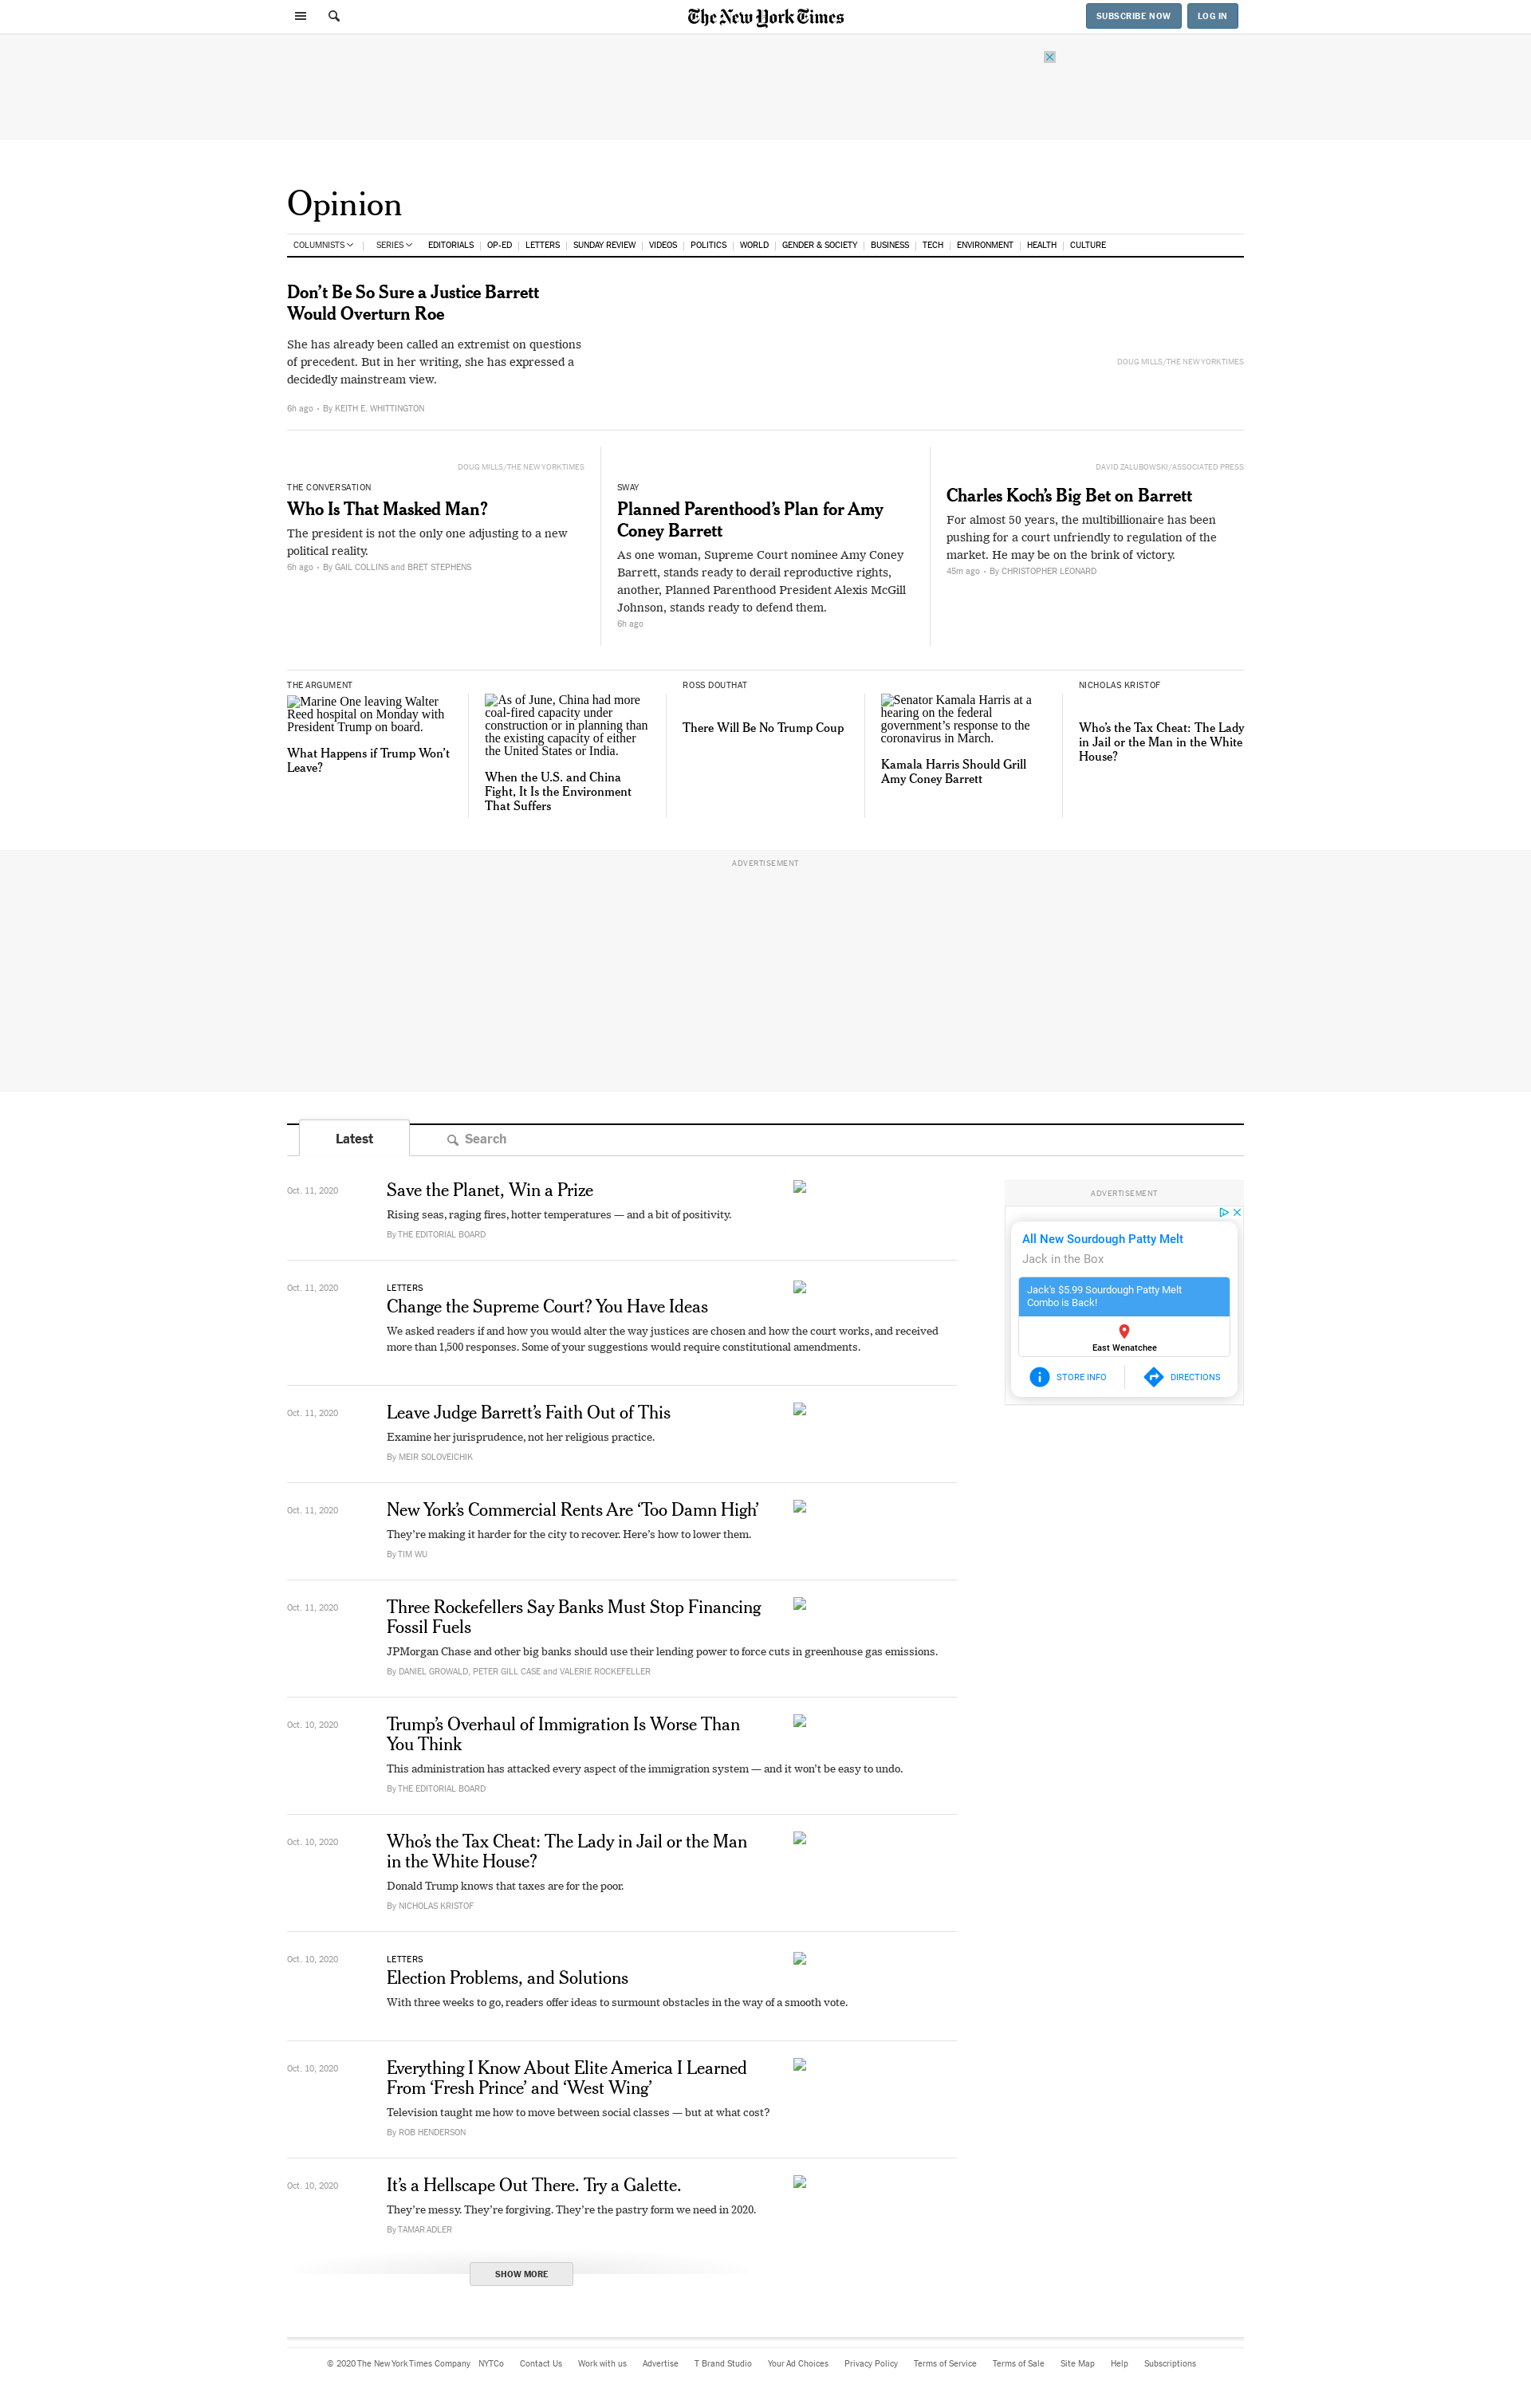 The New York Times
SUBSCRIBE NOW
LOG IN
Opinion
COLUMNISTS
SERIES
EDITORIALS
OP-ED
LETTERS
SUNDAY REVIEW
VIDEOS
POLITICS
WORLD
GENDER & SOCIETY
BUSINESS
TECH
ENVIRONMENT
HEALTH
CULTURE
Don’t Be So Sure a Justice Barrett
Would Overturn Roe
She has already been called an extremist on questions
of precedent. But in her writing, she has expressed a
decidedly mainstream view.
6h ago • By KEITH E. WHITTINGTON
DOUG MILLS/THE NEW YORK TIMES
DOUG MILLS/THE NEW YORK TIMES
THE CONVERSATION
Who Is That Masked Man?
The president is not the only one adjusting to a new
political reality.
6h ago • By GAIL COLLINS and BRET STEPHENS
SWAY
Planned Parenthood’s Plan for Amy
Coney Barrett
As one woman, Supreme Court nominee Amy Coney
Barrett, stands ready to derail reproductive rights,
another, Planned Parenthood President Alexis McGill
Johnson, stands ready to defend them.
6h ago
DAVID ZALUBOWSKI/ASSOCIATED PRESS
Charles Koch’s Big Bet on Barrett
For almost 50 years, the multibillionaire has been
pushing for a court unfriendly to regulation of the
market. He may be on the brink of victory.
45m ago • By CHRISTOPHER LEONARD
THE ARGUMENT
Marine One leaving Walter
Reed hospital on Monday with
President Trump on board.
What Happens if Trump Won’t
Leave?
As of June, China had more
coal-fired capacity under
construction or in planning than
the existing capacity of either
the United States or India.
When the U.S. and China
Fight, It Is the Environment
That Suffers
ROSS DOUTHAT
There Will Be No Trump Coup
Senator Kamala Harris at a
hearing on the federal
government’s response to the
coronavirus in March.
Kamala Harris Should Grill
Amy Coney Barrett
NICHOLAS KRISTOF
Who’s the Tax Cheat: The Lady
in Jail or the Man in the White
House?
ADVERTISEMENT
Latest
Search
Oct. 11, 2020
Save the Planet, Win a Prize
Rising seas, raging fires, hotter temperatures — and a bit of positivity.
By THE EDITORIAL BOARD
Oct. 11, 2020
LETTERS
Change the Supreme Court? You Have Ideas
We asked readers if and how you would alter the way justices are chosen and how the court works, and received
more than 1,500 responses. Some of your suggestions would require constitutional amendments.
Oct. 11, 2020
Leave Judge Barrett’s Faith Out of This
Examine her jurisprudence, not her religious practice.
By MEIR SOLOVEICHIK
Oct. 11, 2020
New York’s Commercial Rents Are ‘Too Damn High’
They’re making it harder for the city to recover. Here’s how to lower them.
By TIM WU
Oct. 11, 2020
Three Rockefellers Say Banks Must Stop Financing
Fossil Fuels
JPMorgan Chase and other big banks should use their lending power to force cuts in greenhouse gas emissions.
By DANIEL GROWALD, PETER GILL CASE and VALERIE ROCKEFELLER
Oct. 10, 2020
Trump’s Overhaul of Immigration Is Worse Than
You Think
This administration has attacked every aspect of the immigration system — and it won’t be easy to undo.
By THE EDITORIAL BOARD
Oct. 10, 2020
Who’s the Tax Cheat: The Lady in Jail or the Man
in the White House?
Donald Trump knows that taxes are for the poor.
By NICHOLAS KRISTOF
Oct. 10, 2020
LETTERS
Election Problems, and Solutions
With three weeks to go, readers offer ideas to surmount obstacles in the way of a smooth vote.
Oct. 10, 2020
Everything I Know About Elite America I Learned
From ‘Fresh Prince’ and ‘West Wing’
Television taught me how to move between social classes — but at what cost?
By ROB HENDERSON
Oct. 10, 2020
It’s a Hellscape Out There. Try a Galette.
They’re messy. They’re forgiving. They’re the pastry form we need in 2020.
By TAMAR ADLER
SHOW MORE
ADVERTISEMENT
All New Sourdough Patty Melt
Jack in the Box
Jack's $5.99 Sourdough Patty Melt
Combo is Back!
East Wenatchee
STORE INFO
DIRECTIONS
© 2020 The New York Times Company
NYTCo
Contact Us
Work with us
Advertise
T Brand Studio
Your Ad Choices
Privacy Policy
Terms of Service
Terms of Sale
Site Map
Help
Subscriptions